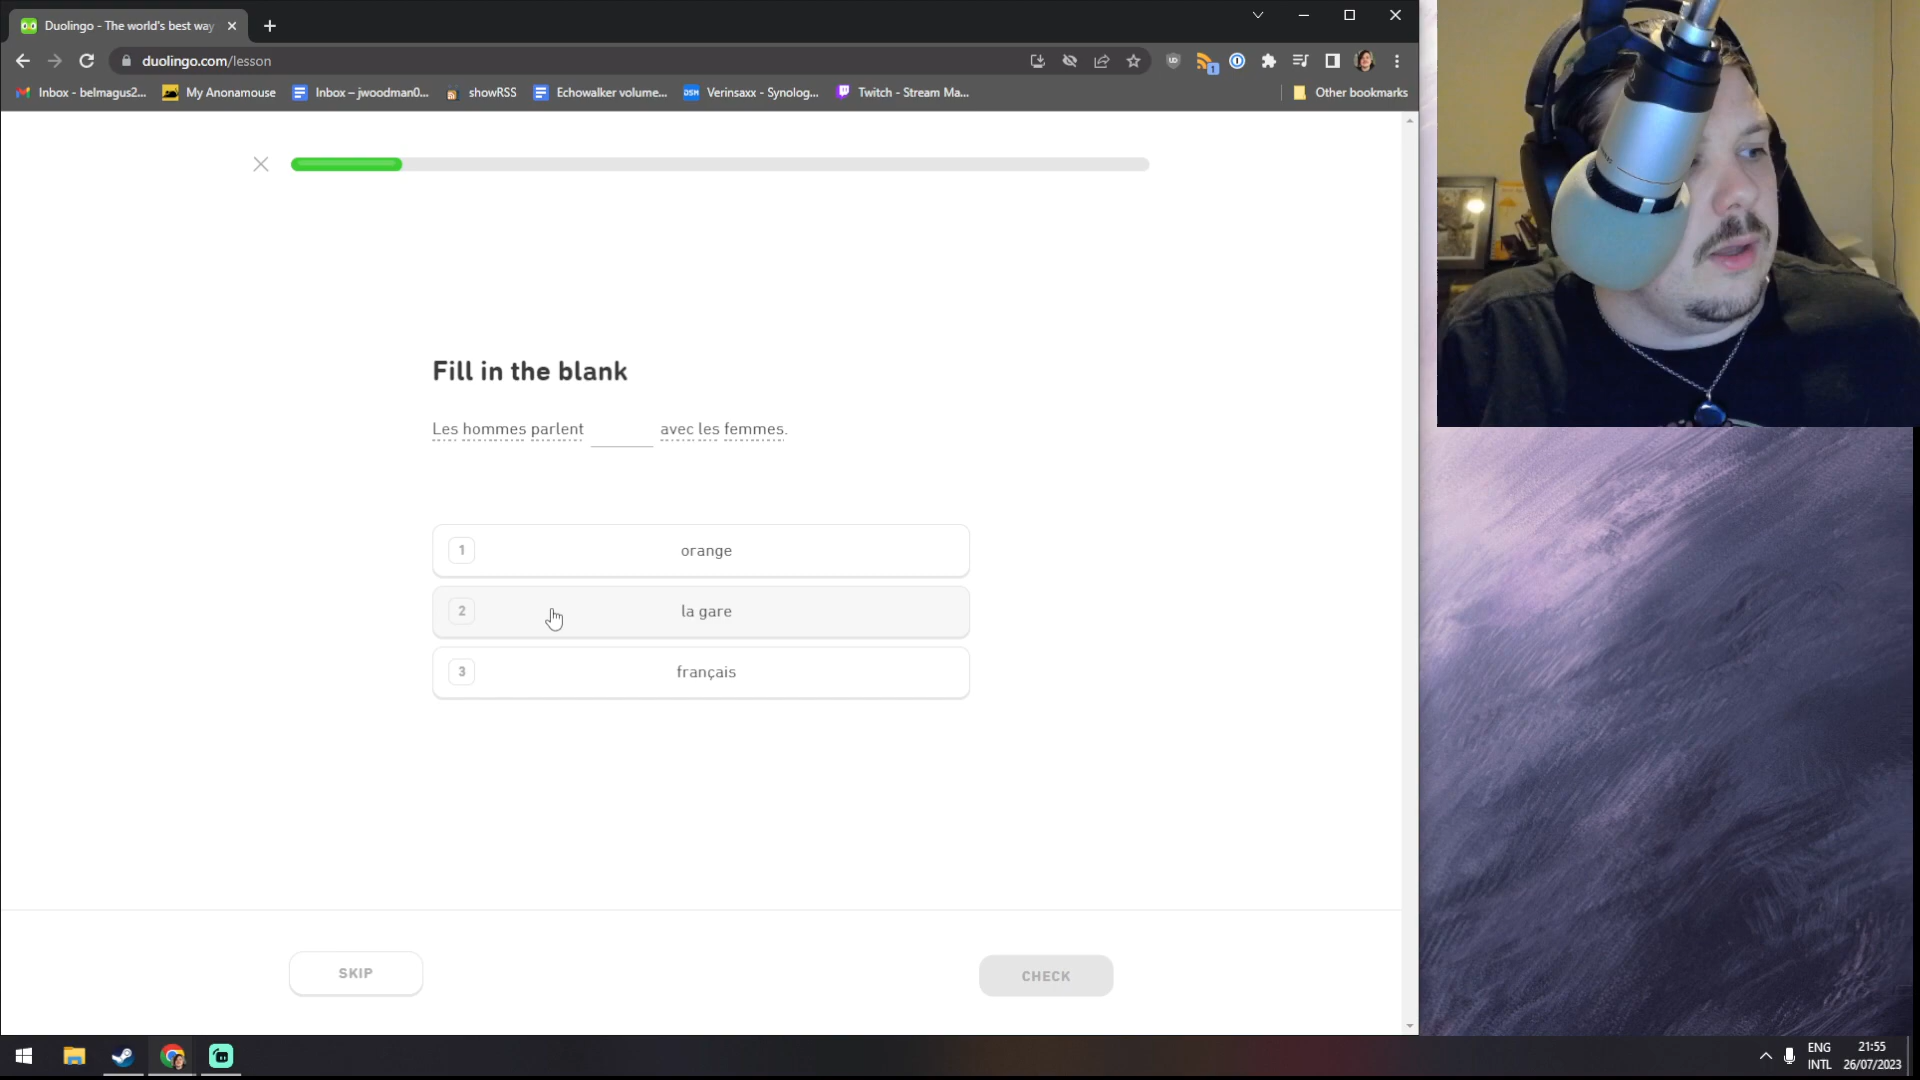 Duolingo - The world's best way
duolingo.com/lesson
Inbox - belmagus2...
My Anonamouse
Inbox – jwoodman0...
showRSS
Echowalker volume...
DSM
Verinsaxx - Synolog...
Twitch - Stream Ma...
Other bookmarks
Fill in the blank
Les hommes parlent ______ avec les femmes.
1 orange
2 la gare
3 français
SKIP
CHECK
ENG
INTL
21:55
26/07/2023